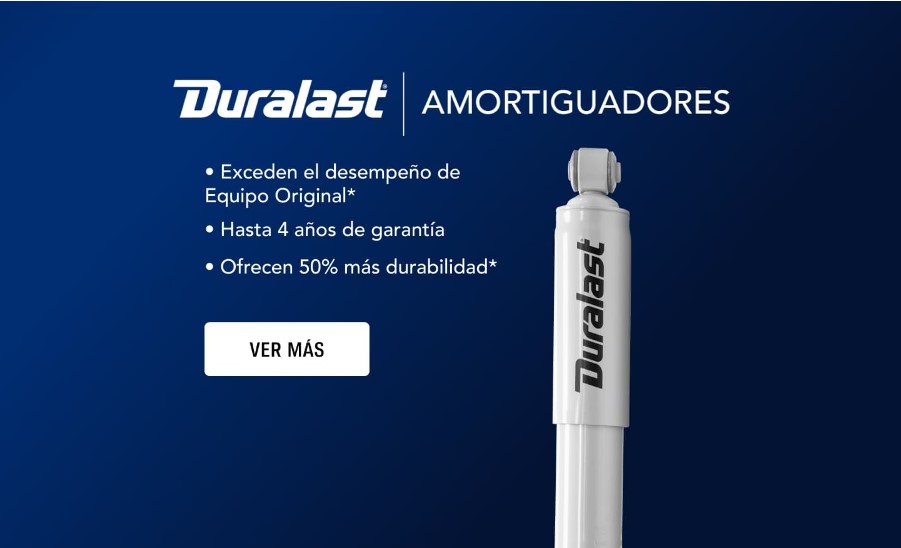 Duralast® | AMORTIGUADORES
• Exceden el desempeño de
Equipo Original*
• Hasta 4 años de garantía
• Ofrecen 50% más durabilidad*
VER MÁS
Duralast